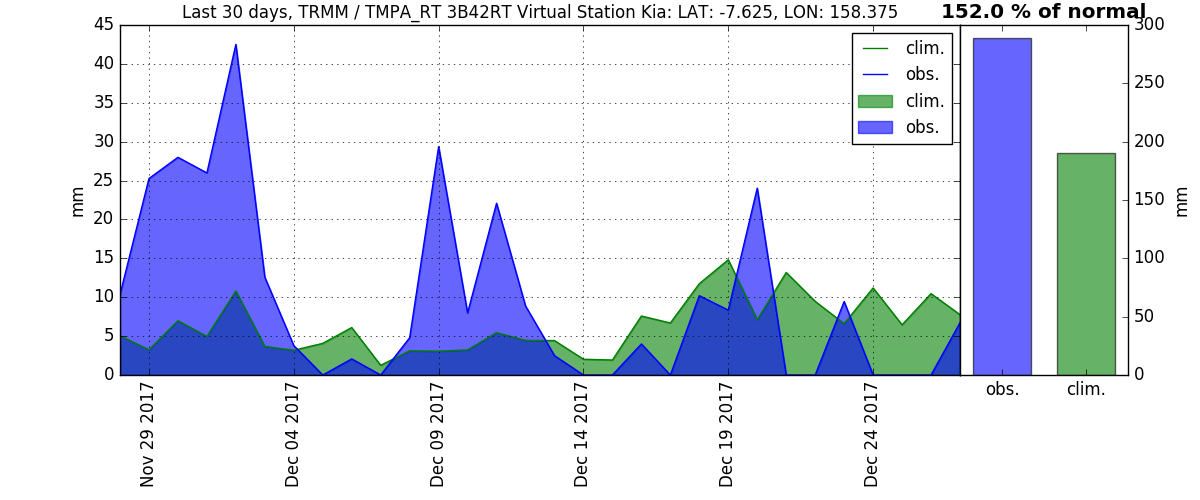 Last 30 days, TRMM / TMPA_RT 3B42RT Virtual Station Kia: LAT: -7.625, LON: 158.375
152.0 % of normal
45
40
35
30
25
20
15
10
5
0
mm
clim.
obs.
clim.
obs.
Nov 29 2017
Dec 04 2017
Dec 09 2017
Dec 14 2017
Dec 19 2017
Dec 24 2017
300
250
200
150
100
50
0
mm
obs.
clim.